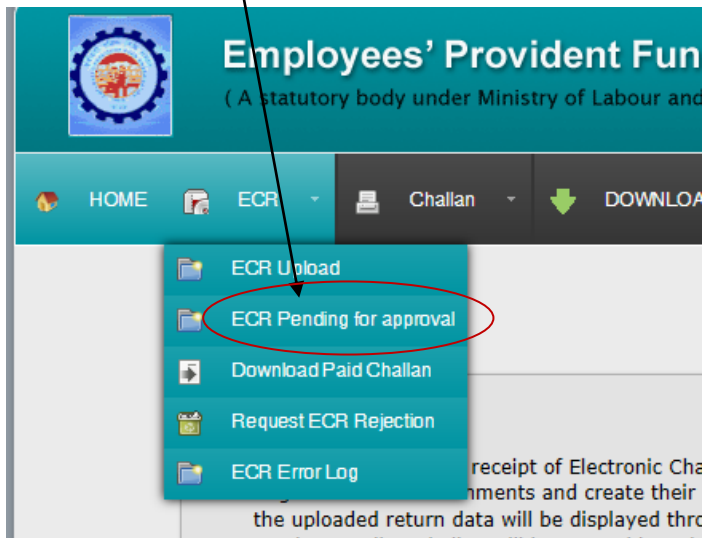 Employees' Provident Fun
( A statutory body under Ministry of Labour and
HOME ECR Challan DOWNLOA
ECR Upload
ECR Pending for approval
Download Paid Challan
Request ECR Rejection
ECR Error Log
receipt of Electronic Cha
nments and create their
the uploaded return data will be displayed thro